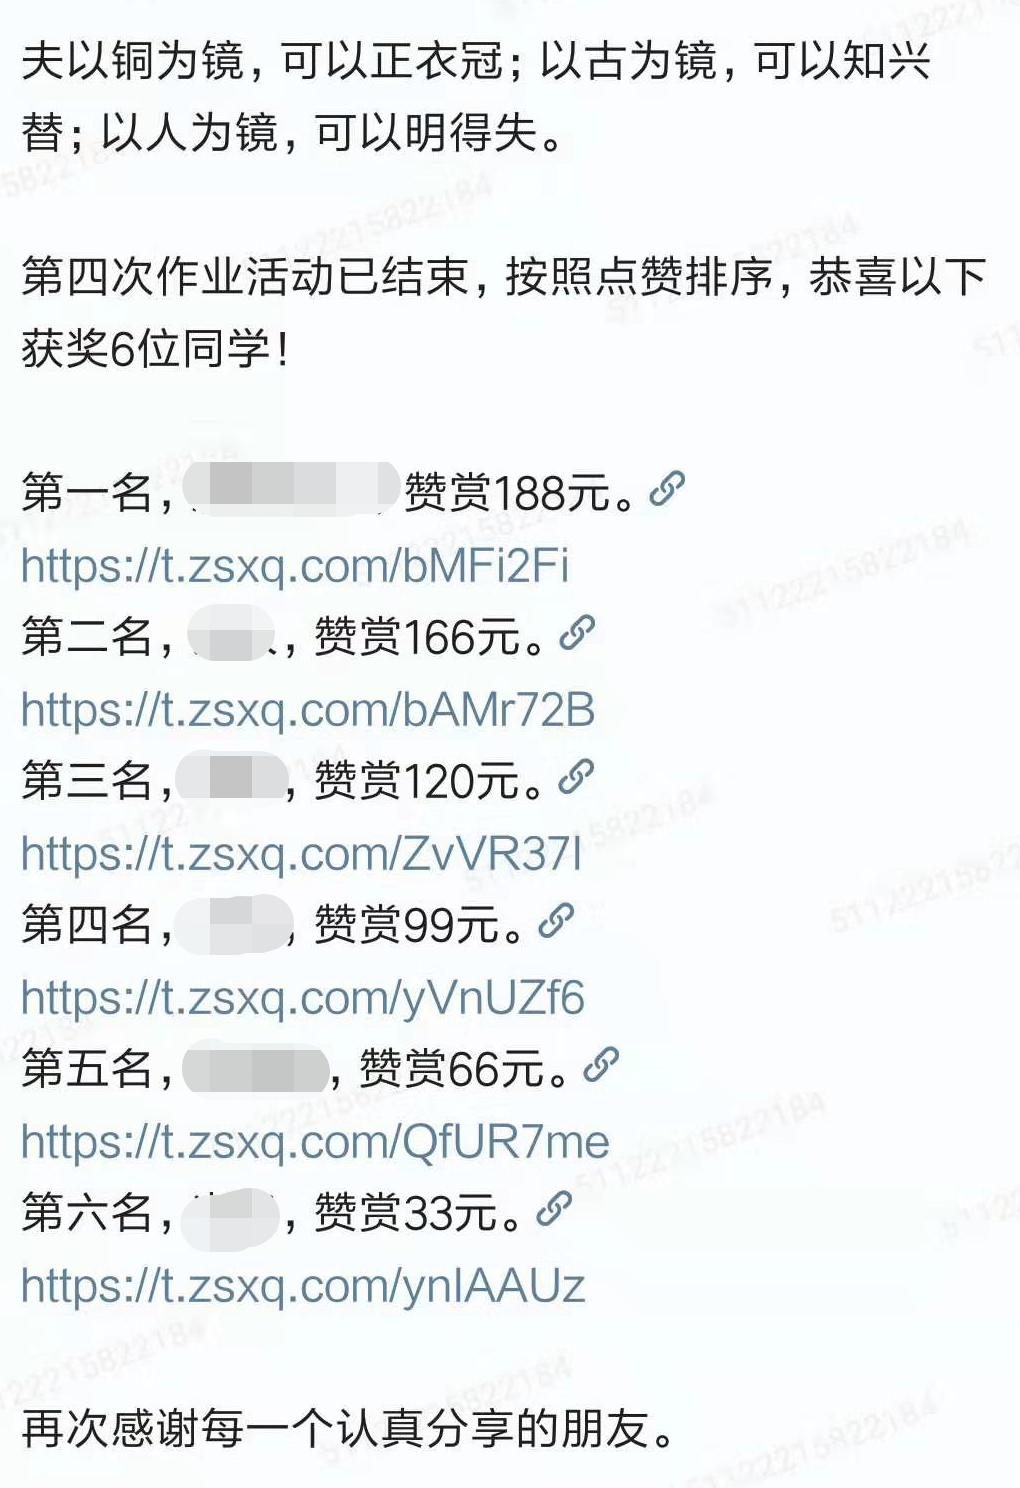 夫以铜为镜，可以正衣冠；以古为镜，可以知兴
替；以人为镜，可以明得失。
第四次作业活动已结束，按照点赞排序，恭喜以下
获奖6位同学！
第一名，赞赏188元。
https://t.zsxq.com/bMFi2Fi
第二名，，赞赏166元。
https://t.zsxq.com/bAMr72B
第三名，，赞赏120元。
https://t.zsxq.com/ZvVR37I
第四名，，赞赏99元。
https://t.zsxq.com/yVnUZf6
第五名，，赞赏66元。
https://t.zsxq.com/QfUR7me
第六名，，赞赏33元。
https://t.zsxq.com/ynIAAUz
再次感谢每一个认真分享的朋友。
51122215822184